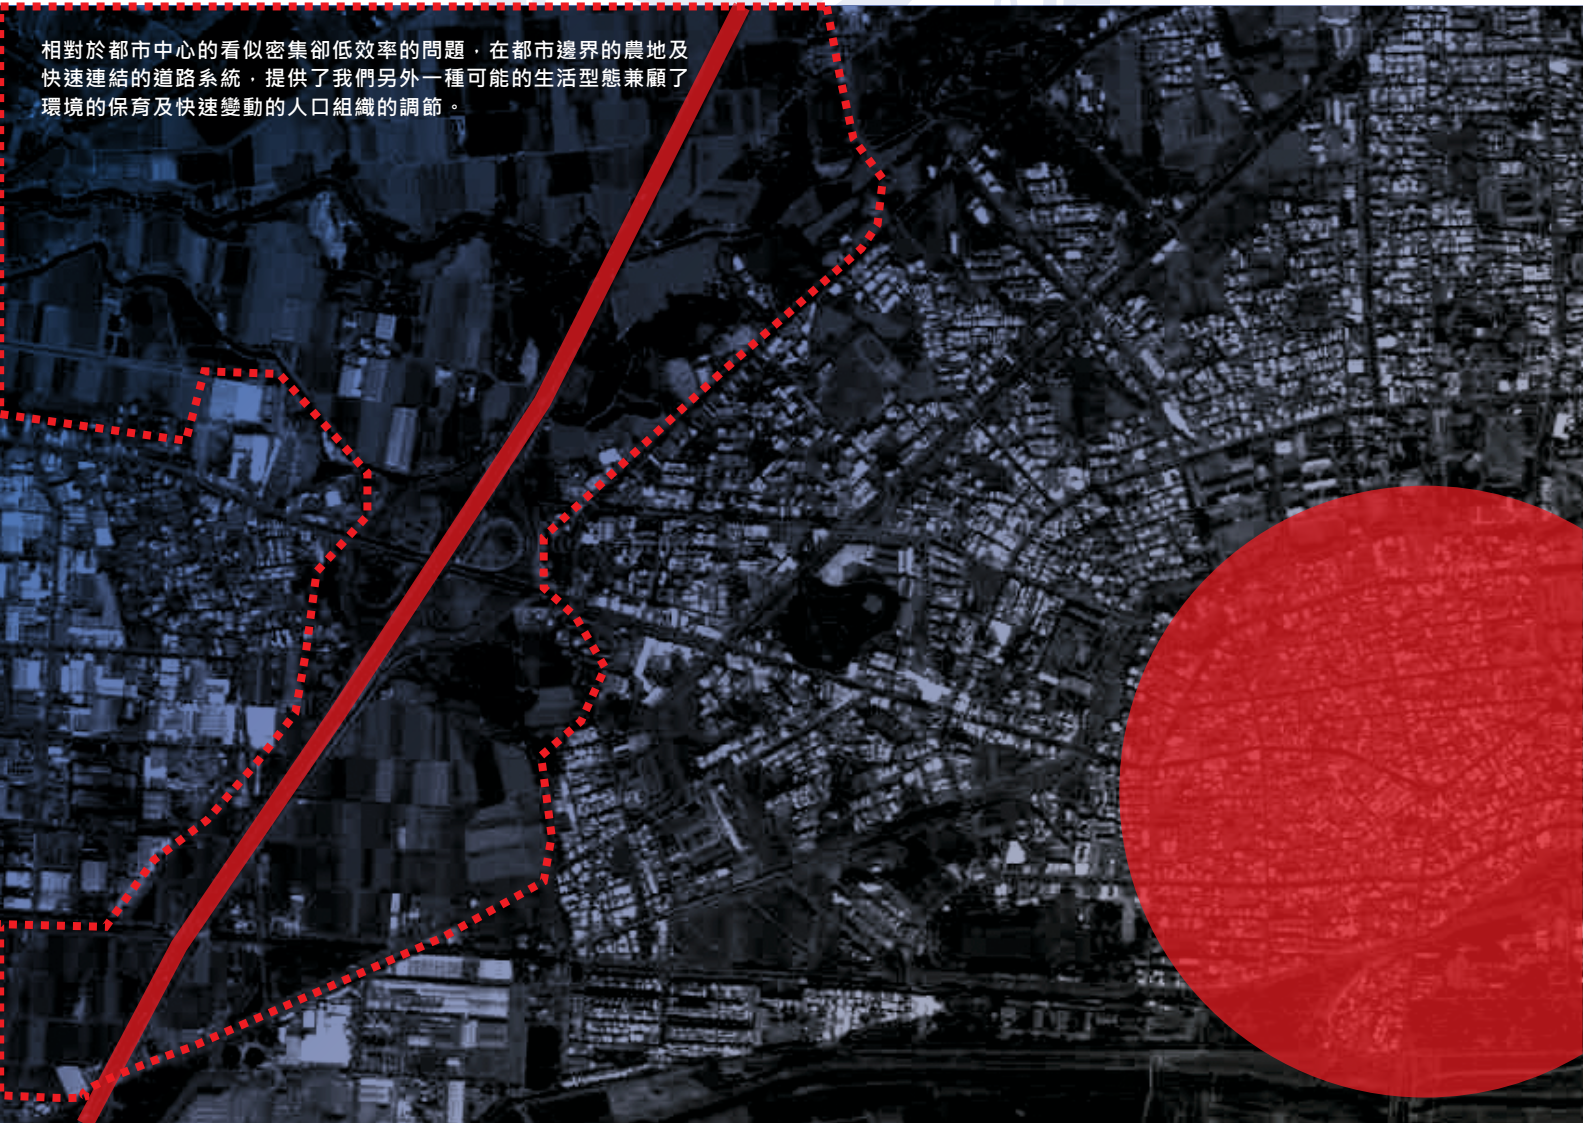 相對於都市中心的看似密集卻低效率的問題，在都市邊界的農地及
快速連結的道路系統，提供了我們另外一種可能的生活型態兼顧了
環境的保育及快速變動的人口組織的調節。